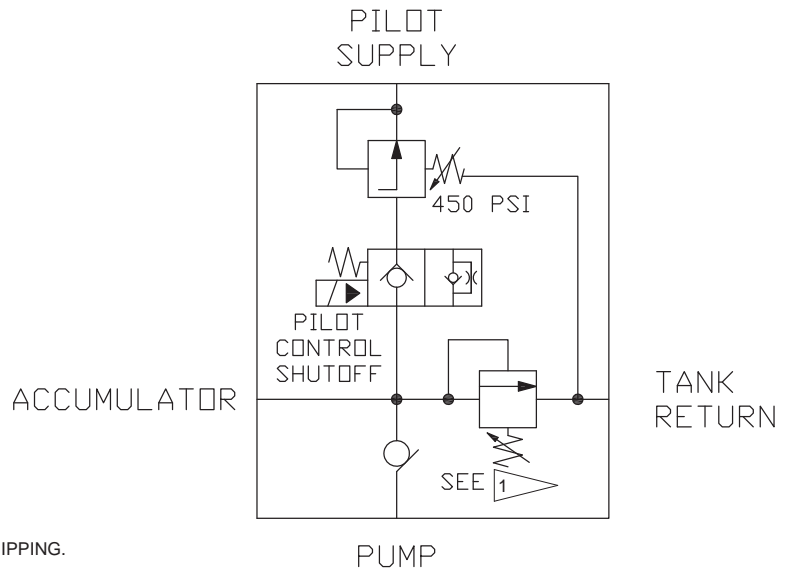 PILOT
SUPPLY
450 PSI
PILOT
CONTROL
SHUTOFF
ACCUMULATOR
TANK
RETURN
SEE 1
IPPING.
PUMP